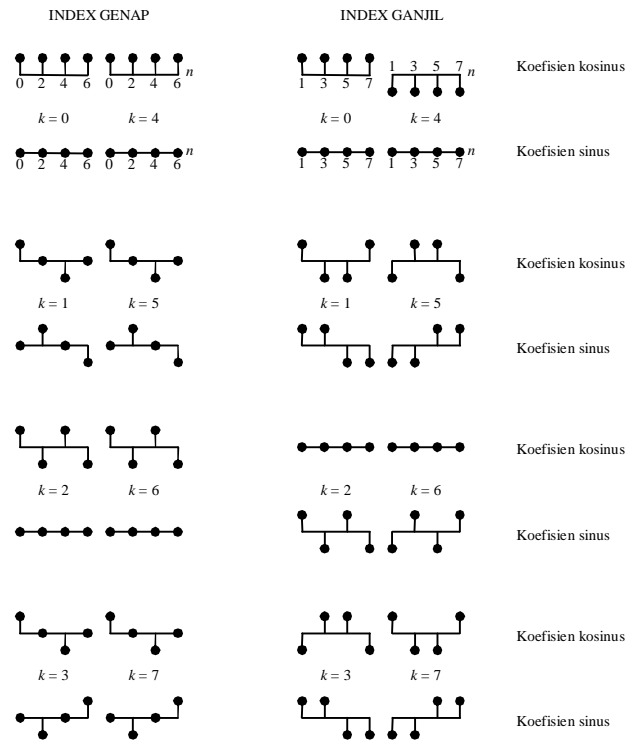 INDEX GENAP INDEX GANJIL
0 2 4 6 0 2 4 6 n 1 3 5 7 1 3 5 7 n Koefisien kosinus
k = 0 k = 4 k = 0 k = 4
0 2 4 6 0 2 4 6 n 1 3 5 7 1 3 5 7 n Koefisien sinus
Koefisien kosinus
k = 1 k = 5 k = 1 k = 5
Koefisien sinus
Koefisien kosinus
k = 2 k = 6 k = 2 k = 6
Koefisien sinus
Koefisien kosinus
k = 3 k = 7 k = 3 k = 7
Koefisien sinus